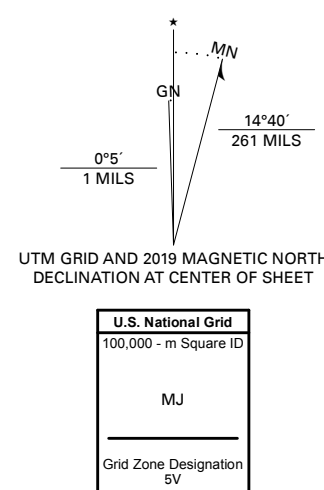 ★
MN
GN
14°40´
261 MILS
0°5´
1 MILS
UTM GRID AND 2019 MAGNETIC NORTH
DECLINATION AT CENTER OF SHEET
U.S. National Grid
100,000 - m Square ID
MJ
Grid Zone Designation
5V